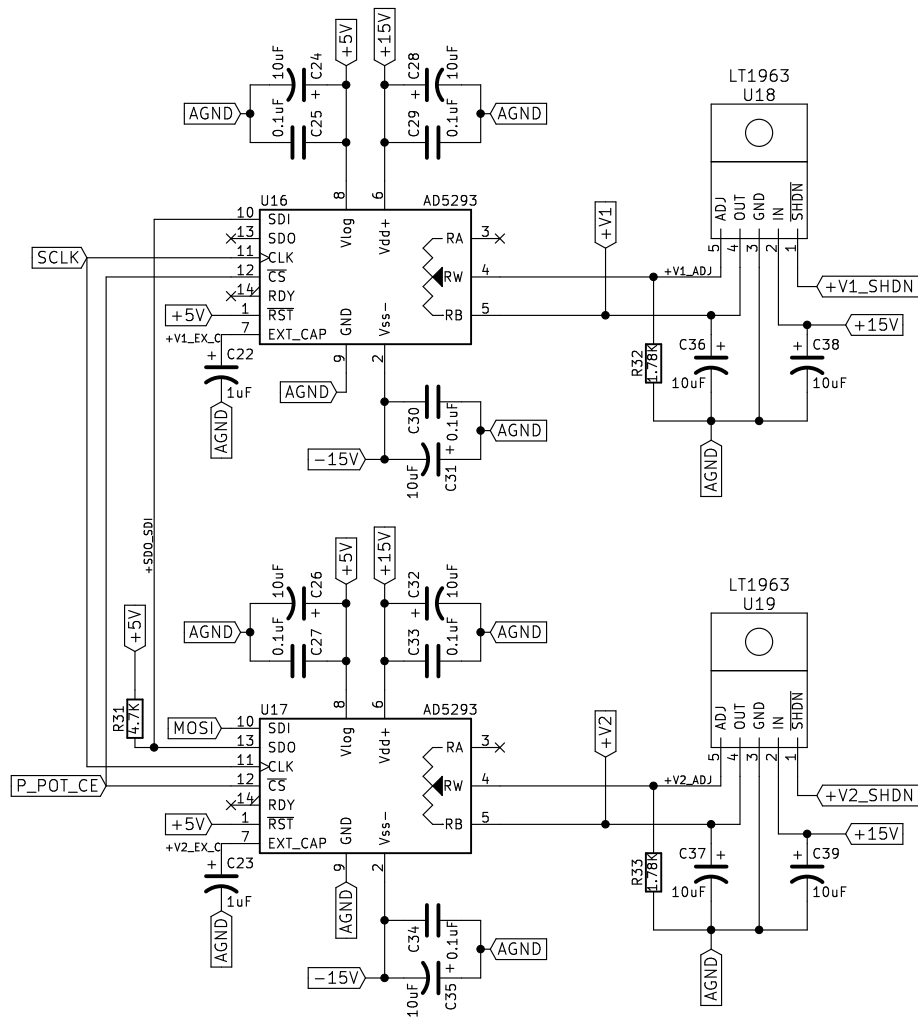 +5V
+15V
10uF
C24
+
C28
10uF
+
AGND
0.1uF
C25
C29
0.1uF
AGND
LT1963
U18
U16
8
6
AD5293
ADJ
OUT
GND
IN
SHDN
5
4
3
2
1
10
SDI
13
SDO
11
CLK
12
CS
14
RDY
1
RST
7
EXT_CAP
Vlog
Vdd+
GND
Vss-
RA
3
RW
4
RB
5
9
2
SCLK
+5V
+V1_EX_C
+
C22
1uF
AGND
AGND
+V1
+V1_ADJ
+V1_SHDN
+15V
R32
1.78K
C36
+
10uF
+
C38
10uF
AGND
C30
0.1uF
AGND
-15V
10uF
+
C31
+SDO_SDI
+5V
+15V
10uF
C26
+
C32
10uF
+
AGND
0.1uF
C27
C33
0.1uF
AGND
LT1963
U19
+5V
R31
4.7K
U17
8
6
AD5293
ADJ
OUT
GND
IN
SHDN
5
4
3
2
1
MOSI
10
SDI
13
SDO
11
CLK
12
CS
14
RDY
1
RST
7
EXT_CAP
Vlog
Vdd+
GND
Vss-
RA
3
RW
4
RB
5
9
2
P_POT_CE
+5V
+V2_EX_C
+
C23
1uF
AGND
AGND
+V2
+V2_ADJ
+V2_SHDN
+15V
R33
1.78K
C37
+
10uF
+
C39
10uF
AGND
C34
0.1uF
AGND
-15V
10uF
+
C35